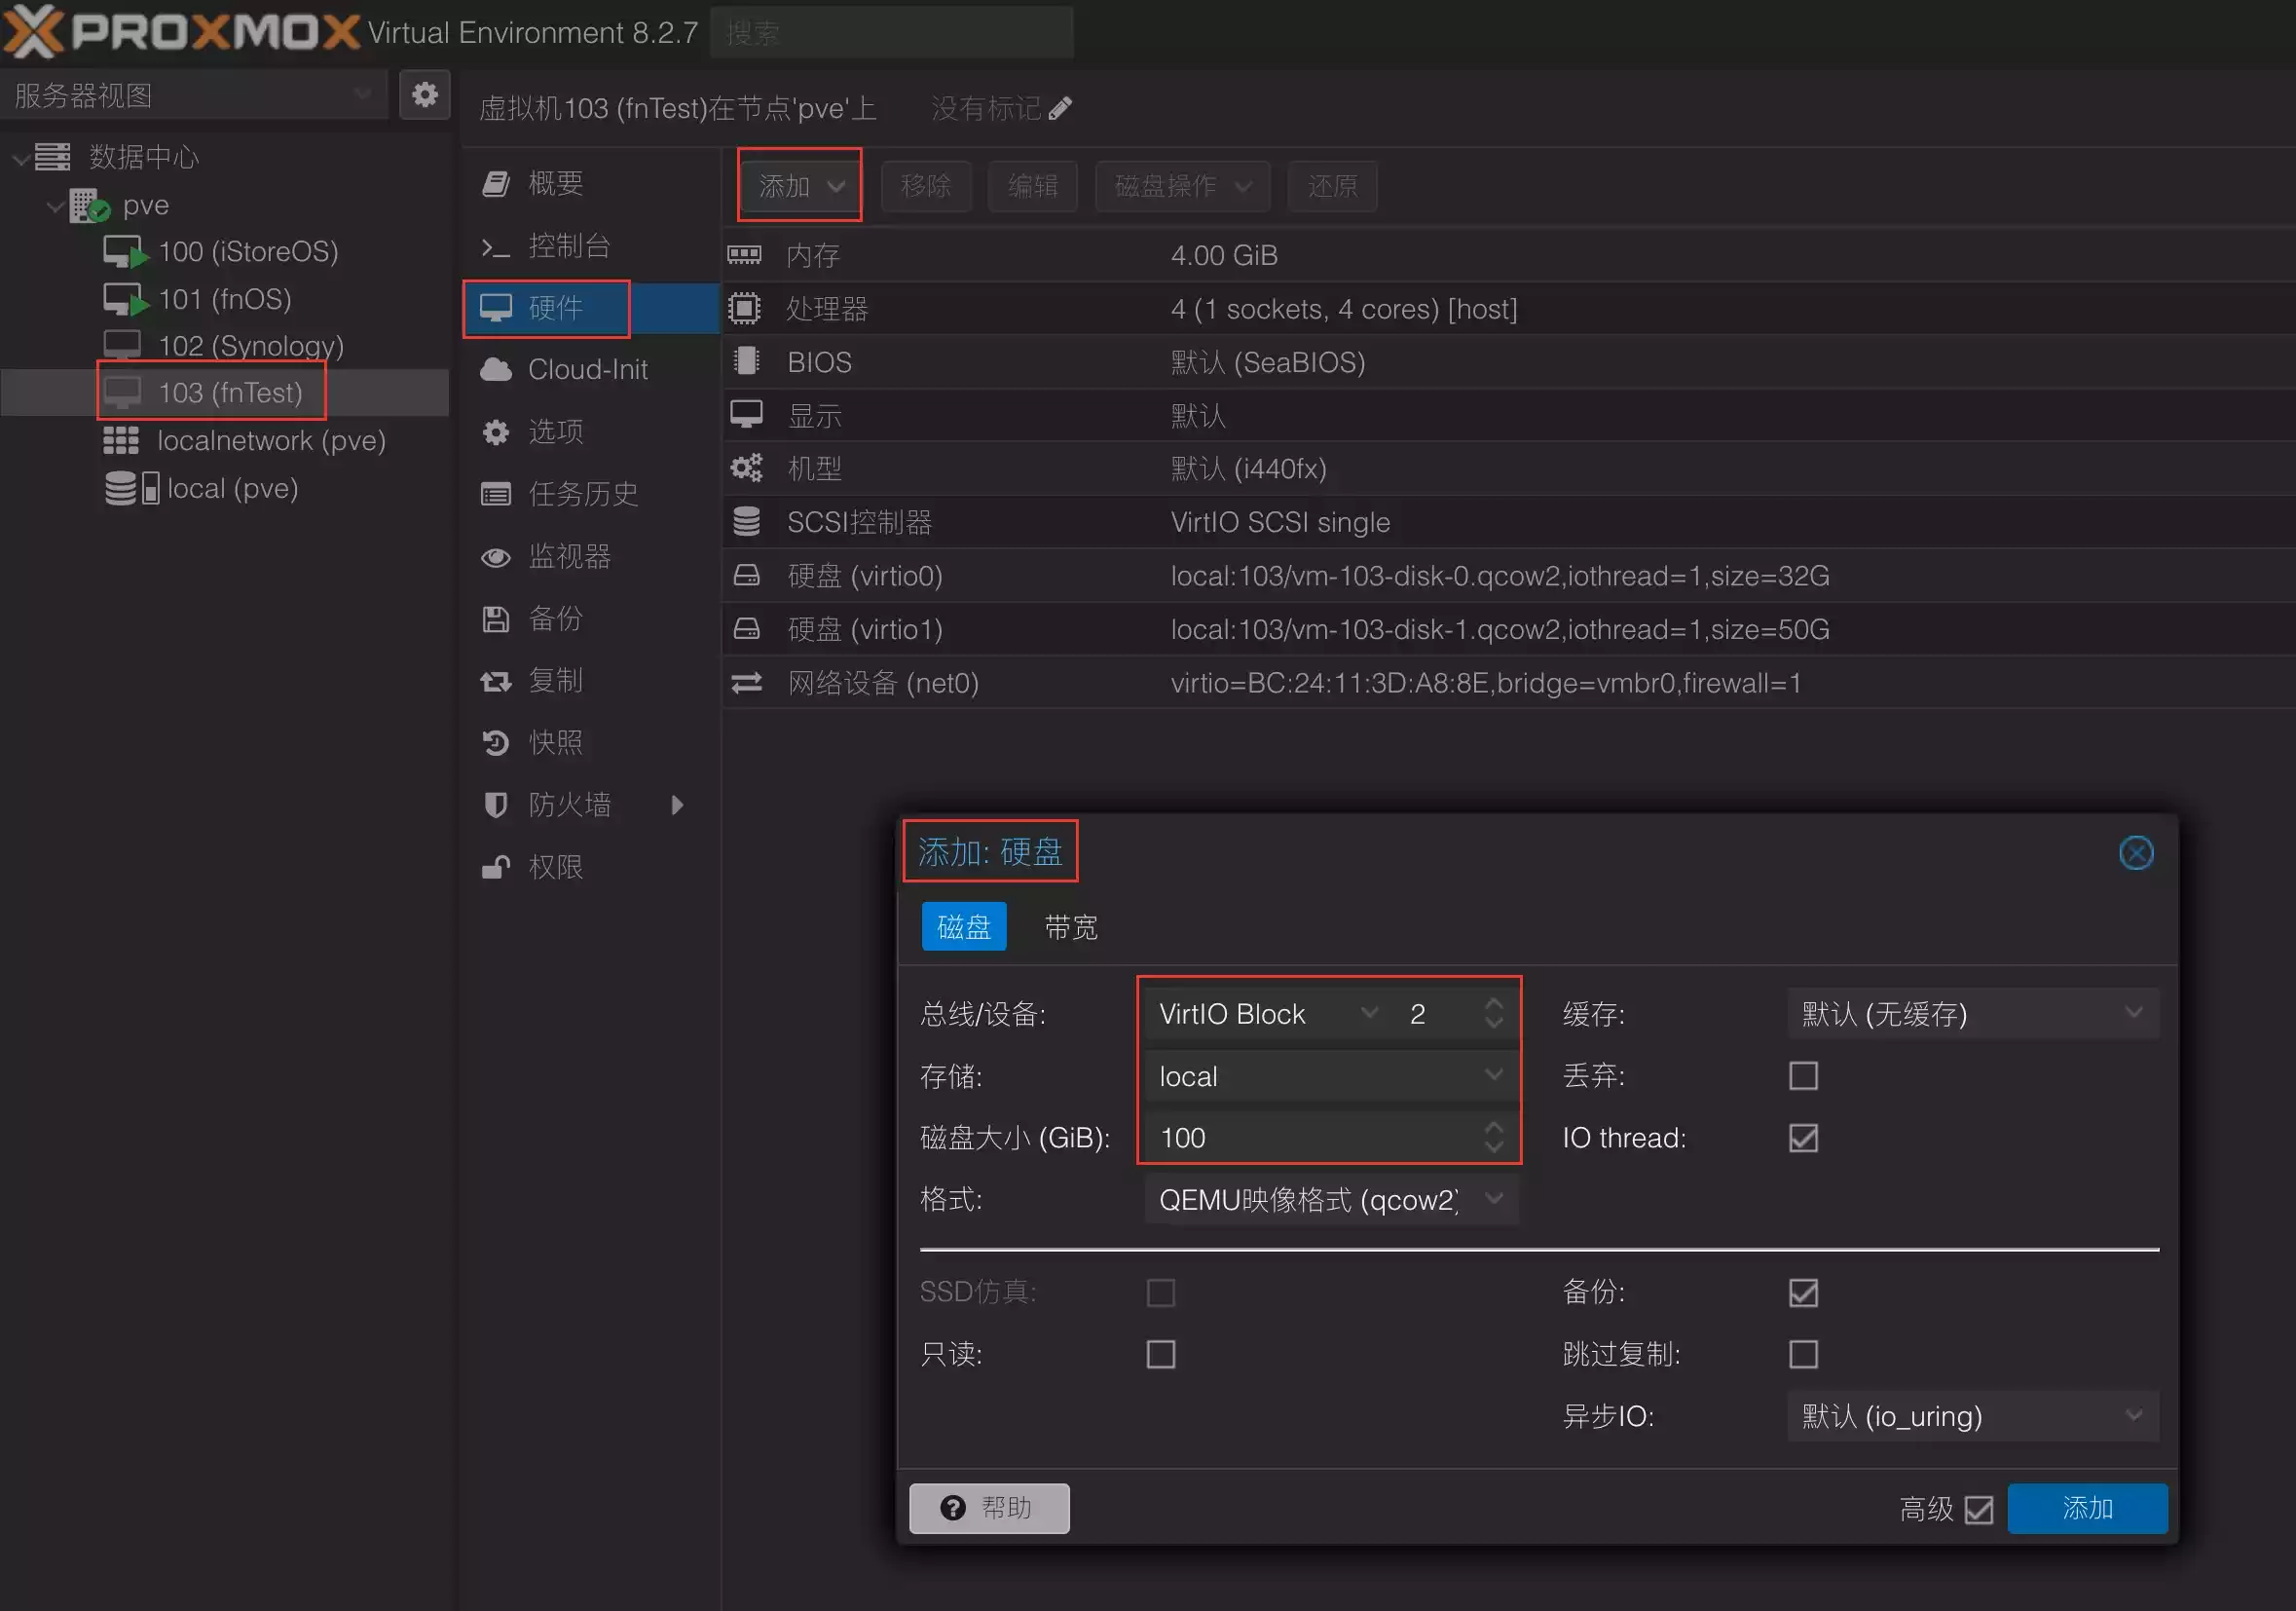 PROXMOX Virtual Environment 8.2.7 搜索
服务器视图
数据中心
pve
100 (iStoreOS)
101 (fnOS)
102 (Synology)
103 (fnTest)
localnetwork (pve)
local (pve)
虚拟机103 (fnTest)在节点'pve'上 没有标记
概要
控制台
硬件
Cloud-Init
选项
任务历史
监视器
备份
复制
快照
防火墙
权限
添加 移除 编辑 磁盘操作 还原
内存 4.00 GiB
处理器 4 (1 sockets, 4 cores) [host]
BIOS 默认 (SeaBIOS)
显示 默认
机型 默认 (i440fx)
SCSI控制器 VirtIO SCSI single
硬盘 (virtio0) local:103/vm-103-disk-0.qcow2,iothread=1,size=32G
硬盘 (virtio1) local:103/vm-103-disk-1.qcow2,iothread=1,size=50G
网络设备 (net0) virtio=BC:24:11:3D:A8:8E,bridge=vmbr0,firewall=1
添加: 硬盘
磁盘 带宽
总线/设备: VirtIO Block 2 缓存: 默认 (无缓存)
存储: local 丢弃:
磁盘大小 (GiB): 100 IO thread:
格式: QEMU映像格式 (qcow2)
SSD仿真: 备份:
只读: 跳过复制:
异步IO: 默认 (io_uring)
帮助 高级 添加